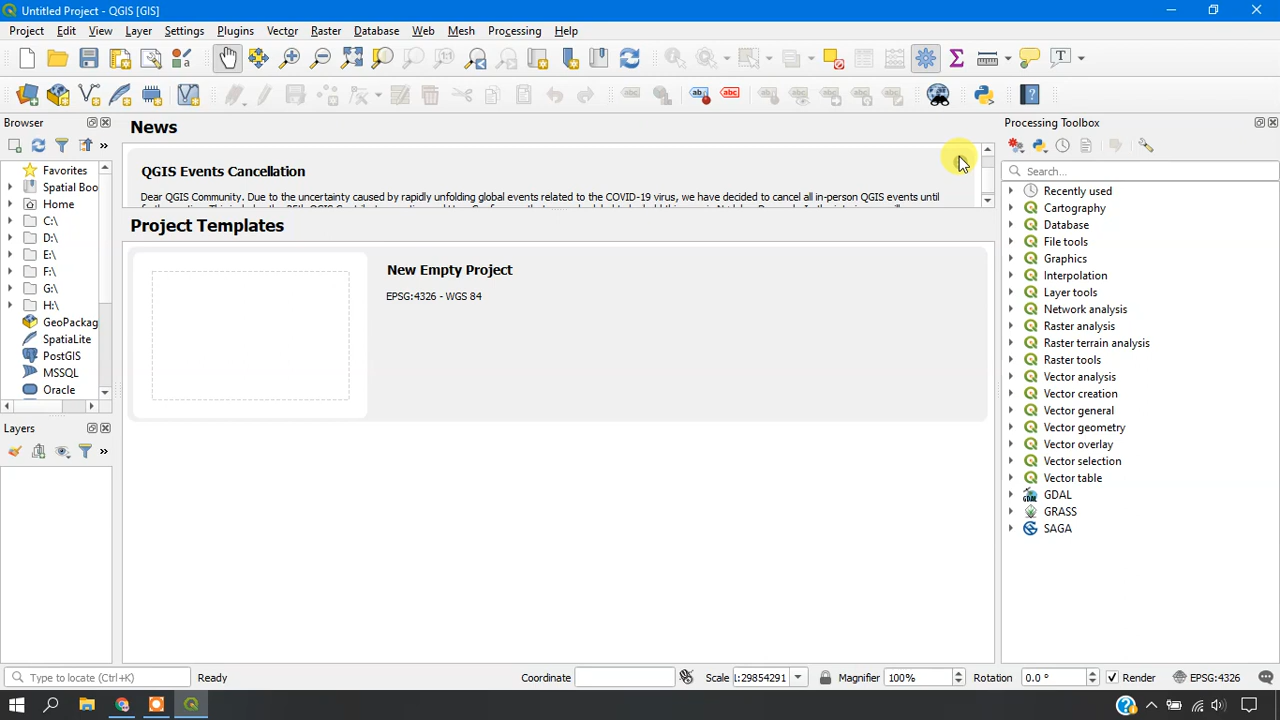 Untitled Project - QGIS [GIS]
Project Edit View Layer Settings Plugins Vector Raster Database Web Mesh Processing Help
Browser
News
Processing Toolbox
Favorites
Spatial Boo
Home
C:\
D:\
E:\
F:\
G:\
H:\
GeoPackag
SpatiaLite
PostGIS
MSSQL
Oracle
Layers
QGIS Events Cancellation
Dear QGIS Community. Due to the uncertainty caused by rapidly unfolding global events related to the COVID-19 virus, we have decided to cancel all in-person QGIS events until
Project Templates
New Empty Project
EPSG:4326 - WGS 84
Search...
Recently used
Cartography
Database
File tools
Graphics
Interpolation
Layer tools
Network analysis
Raster analysis
Raster terrain analysis
Raster tools
Vector analysis
Vector creation
Vector general
Vector geometry
Vector overlay
Vector selection
Vector table
GDAL
GRASS
SAGA
Type to locate (Ctrl+K) Ready Coordinate Scale 1:29854291 Magnifier 100% Rotation 0.0 ° Render EPSG:4326